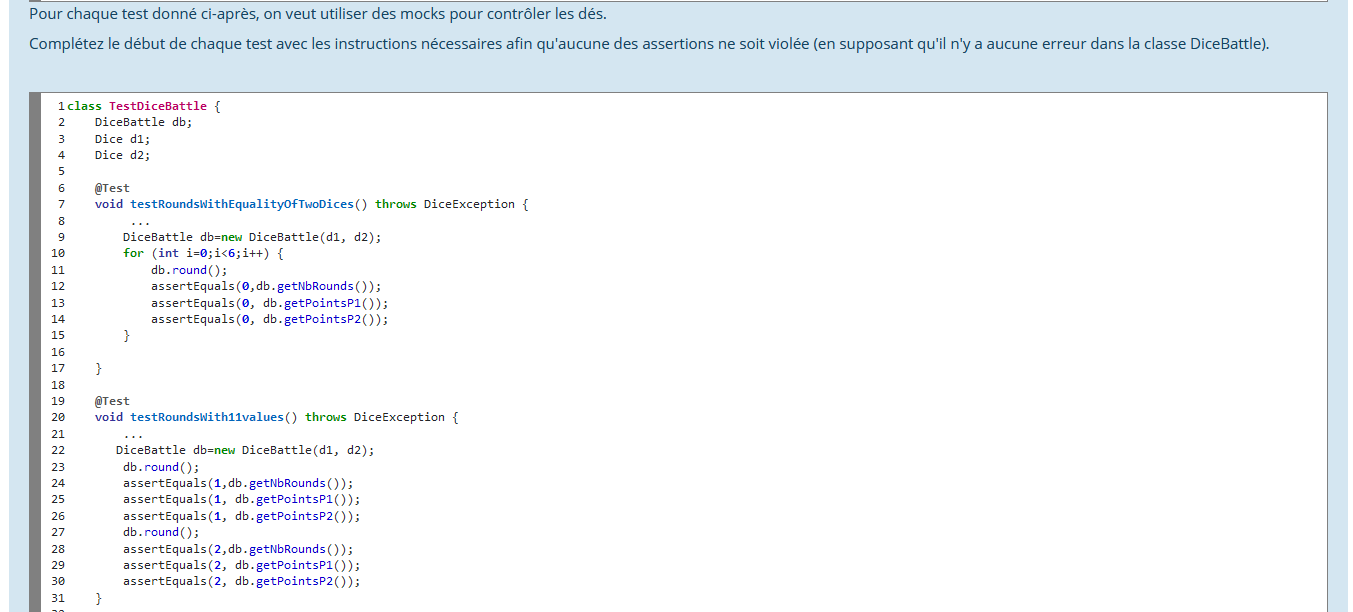 Pour chaque test donné ci-après, on veut utiliser des mocks pour contrôler les dés.
Complétez le début de chaque test avec les instructions nécessaires afin qu'aucune des assertions ne soit violée (en supposant qu'il n'y a aucune erreur dans la classe DiceBattle).
1 class TestDiceBattle {
2 DiceBattle db;
3 Dice d1;
4 Dice d2;
5
6 @Test
7 void testRoundsWithEqualityOfTwoDices() throws DiceException {
8 ...
9 DiceBattle db=new DiceBattle(d1, d2);
10 for (int i=0;i<6;i++) {
11 db.round();
12 assertEquals(0,db.getNbRounds());
13 assertEquals(0, db.getPointsP1());
14 assertEquals(0, db.getPointsP2());
15 }
16
17 }
18
19 @Test
20 void testRoundsWith11values() throws DiceException {
21 ...
22 DiceBattle db=new DiceBattle(d1, d2);
23 db.round();
24 assertEquals(1,db.getNbRounds());
25 assertEquals(1, db.getPointsP1());
26 assertEquals(1, db.getPointsP2());
27 db.round();
28 assertEquals(2,db.getNbRounds());
29 assertEquals(2, db.getPointsP1());
30 assertEquals(2, db.getPointsP2());
31 }